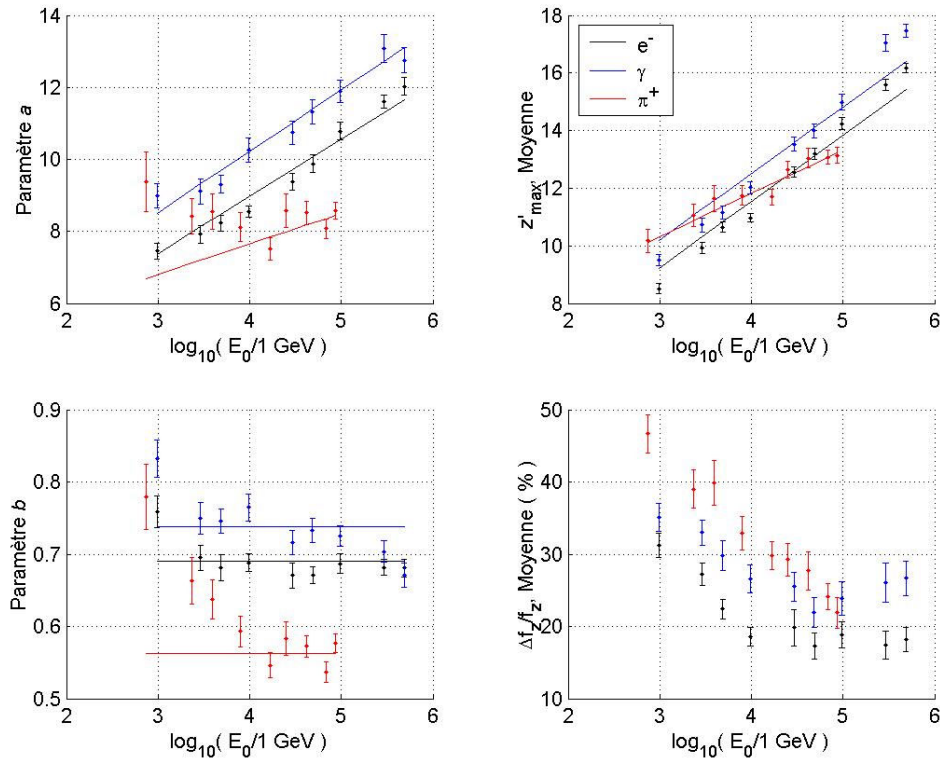 14
12
10
8
6
Paramètre a
2 3 4 5 6
log10( E0/1 GeV )
18
16
14
12
10
8
z'max, Moyenne
e-
γ
π+
2 3 4 5 6
log10( E0/1 GeV )
0.9
0.8
0.7
0.6
0.5
Paramètre b
2 3 4 5 6
log10( E0/1 GeV )
50
40
30
20
10
Δfz/fz, Moyenne ( % )
2 3 4 5 6
log10( E0/1 GeV )